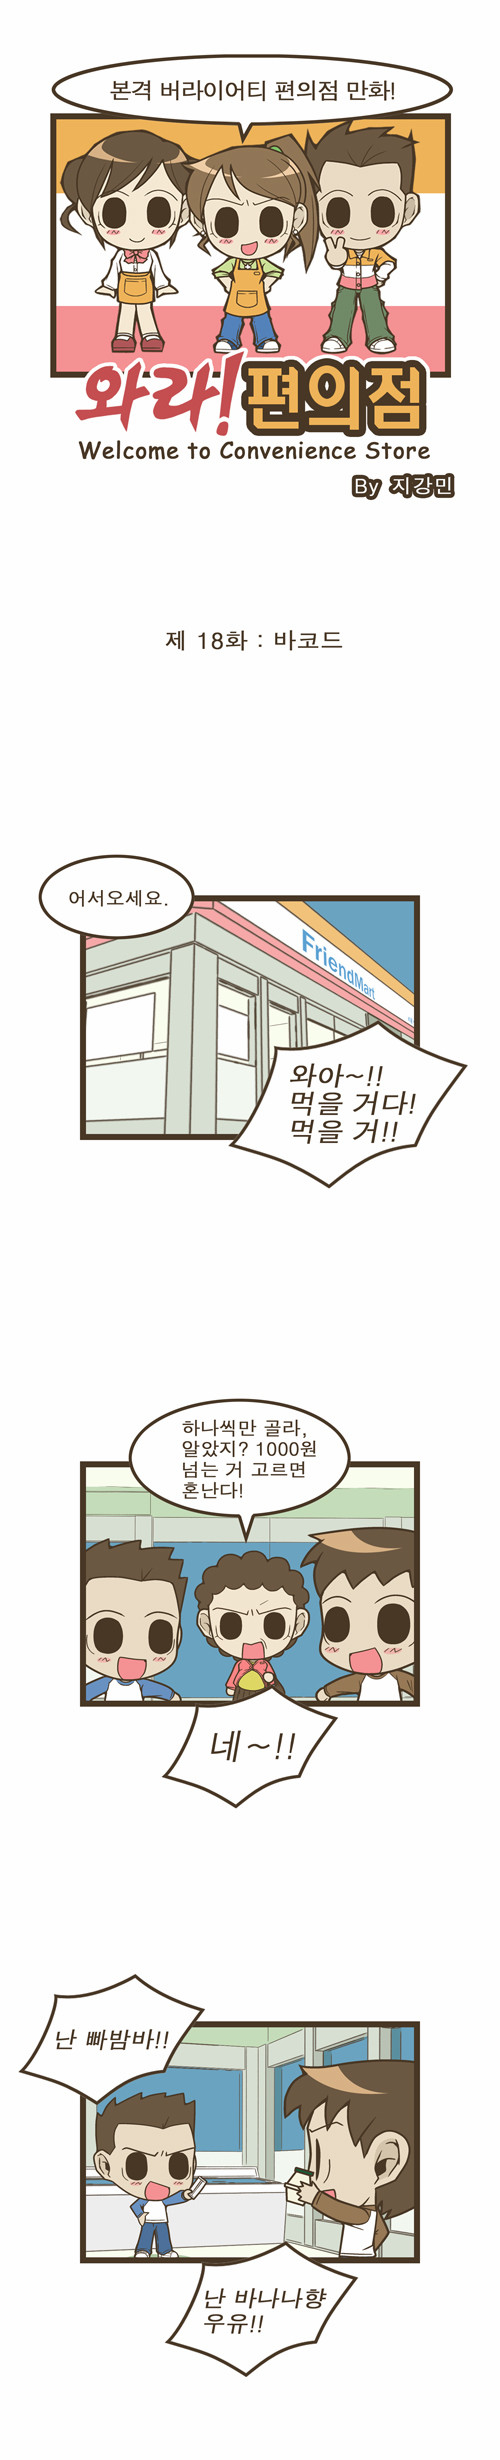 본격 버라이어티 편의점 만화!
와라! 편의점
Welcome to Convenience Store
By 지강민
제 18화 : 바코드
어서오세요.
FriendMart
와아~!!
먹을 거다!
먹을 거!!
하나씩만 골라,
알았지? 1000원
넘는 거 고르면
혼난다!
네~!!
난 빠밤바!!
난 바나나향
우유!!